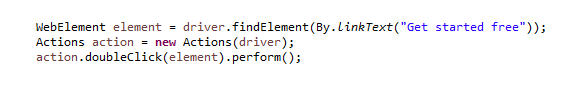 WebElement element = driver.findElement(By.linkText("Get started free"));
Actions action = new Actions(driver);
action.doubleClick(element).perform();